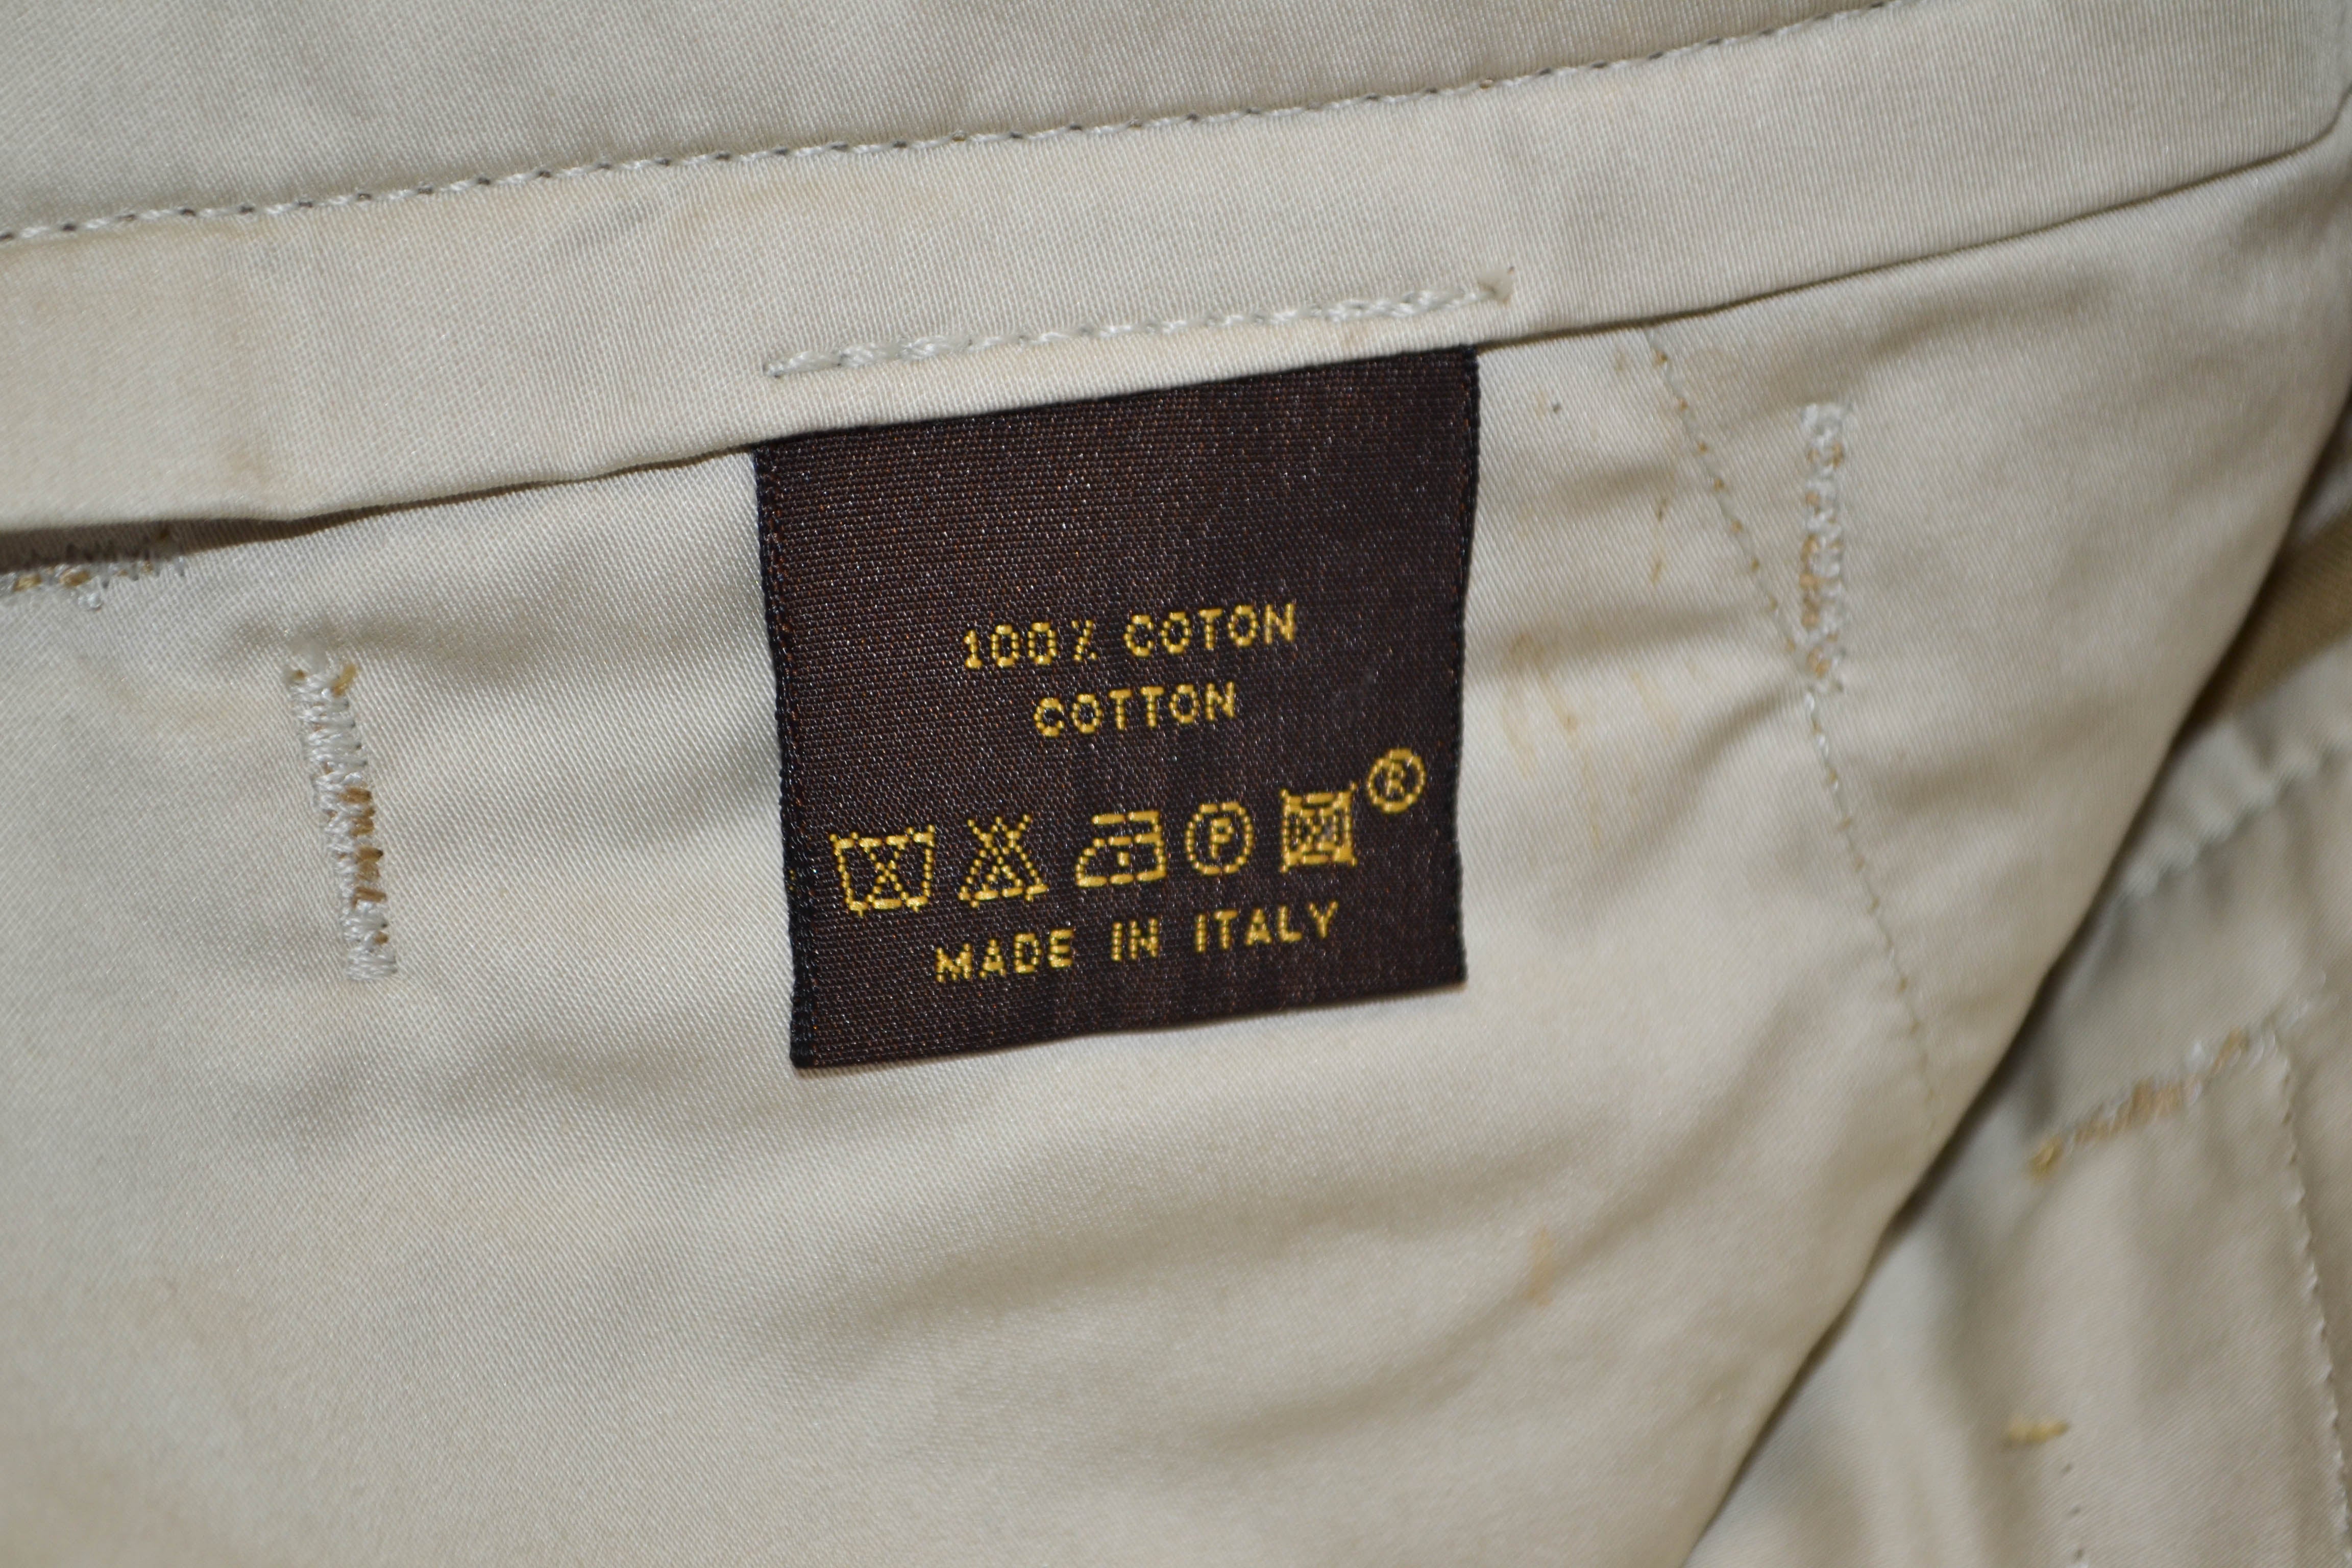 100% COTON
COTTON
P ®
MADE IN ITALY